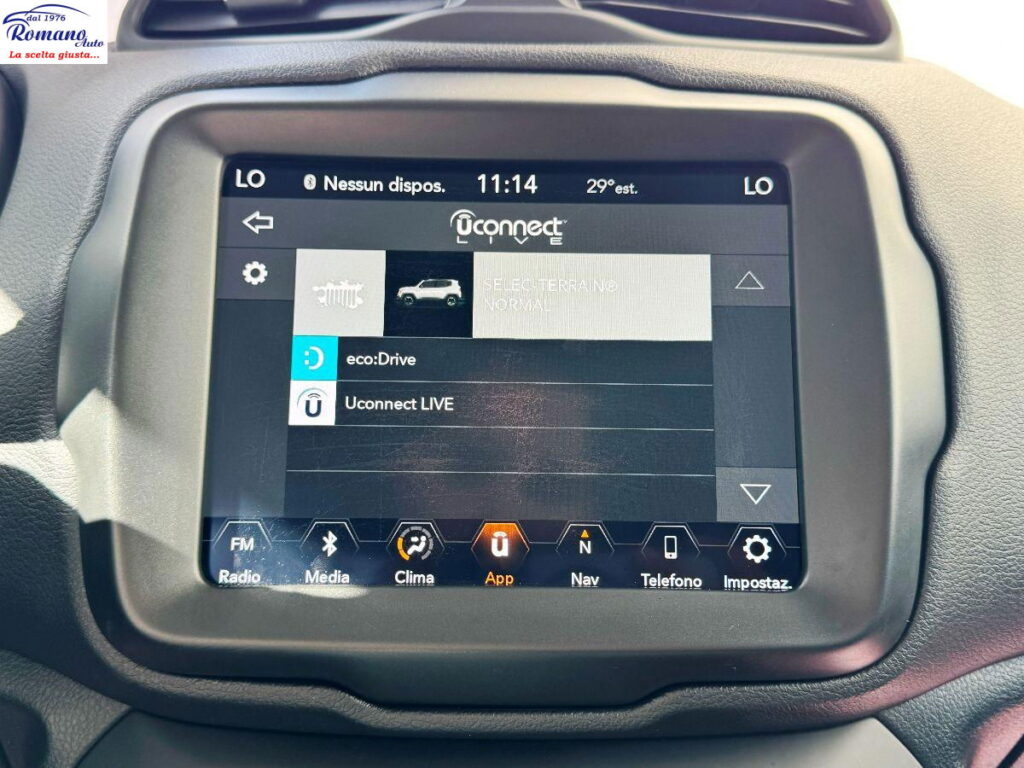 dal 1976
Romano Auto
La scelta giusta...
LO Nessun dispos. 11:14 29°est. LO
uconnect
LIVE
SELEC-TERRAIN®
NORMAL
eco:Drive
Uconnect LIVE
FM N
Radio Media Clima App Nav Telefono Impostaz.